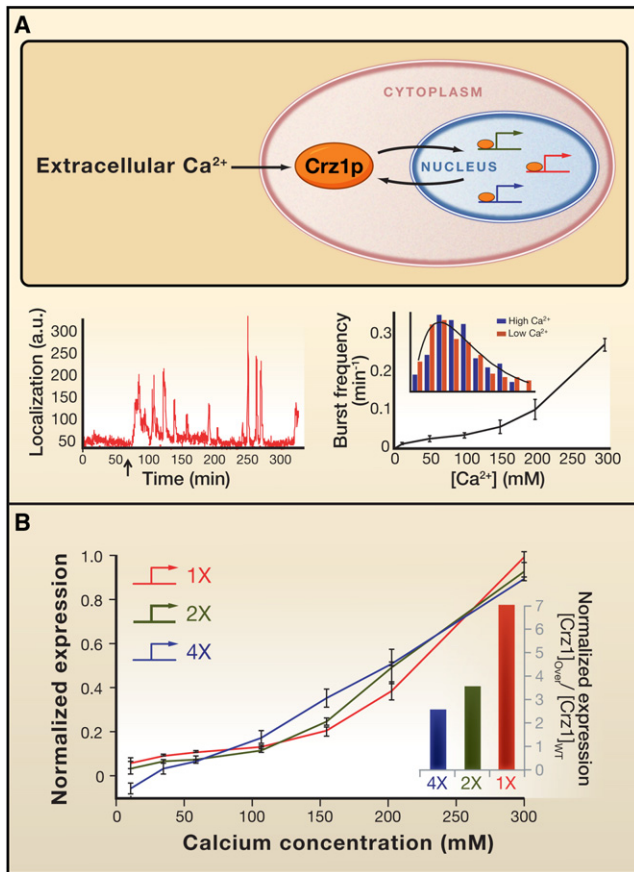 A
CYTOPLASM
Extracellular Ca²⁺
Crz1p
NUCLEUS
Localization (a.u.)
300
250
200
150
100
50
0
50
100
150
200
250
300
Time (min)
Burst frequency
(min⁻¹)
0.3
0.2
0.1
0
High Ca²⁺
Low Ca²⁺
0
50
100
150
200
300
[Ca²⁺] (mM)
B
Normalized expression
1.0
0.8
0.6
0.4
0.2
0
1X
2X
4X
0
50
100
150
200
300
Calcium concentration (mM)
7
6
5
4
3
2
1
0
4X
2X
1X
Normalized expression
[Crz1]Over/ [Crz1]WT